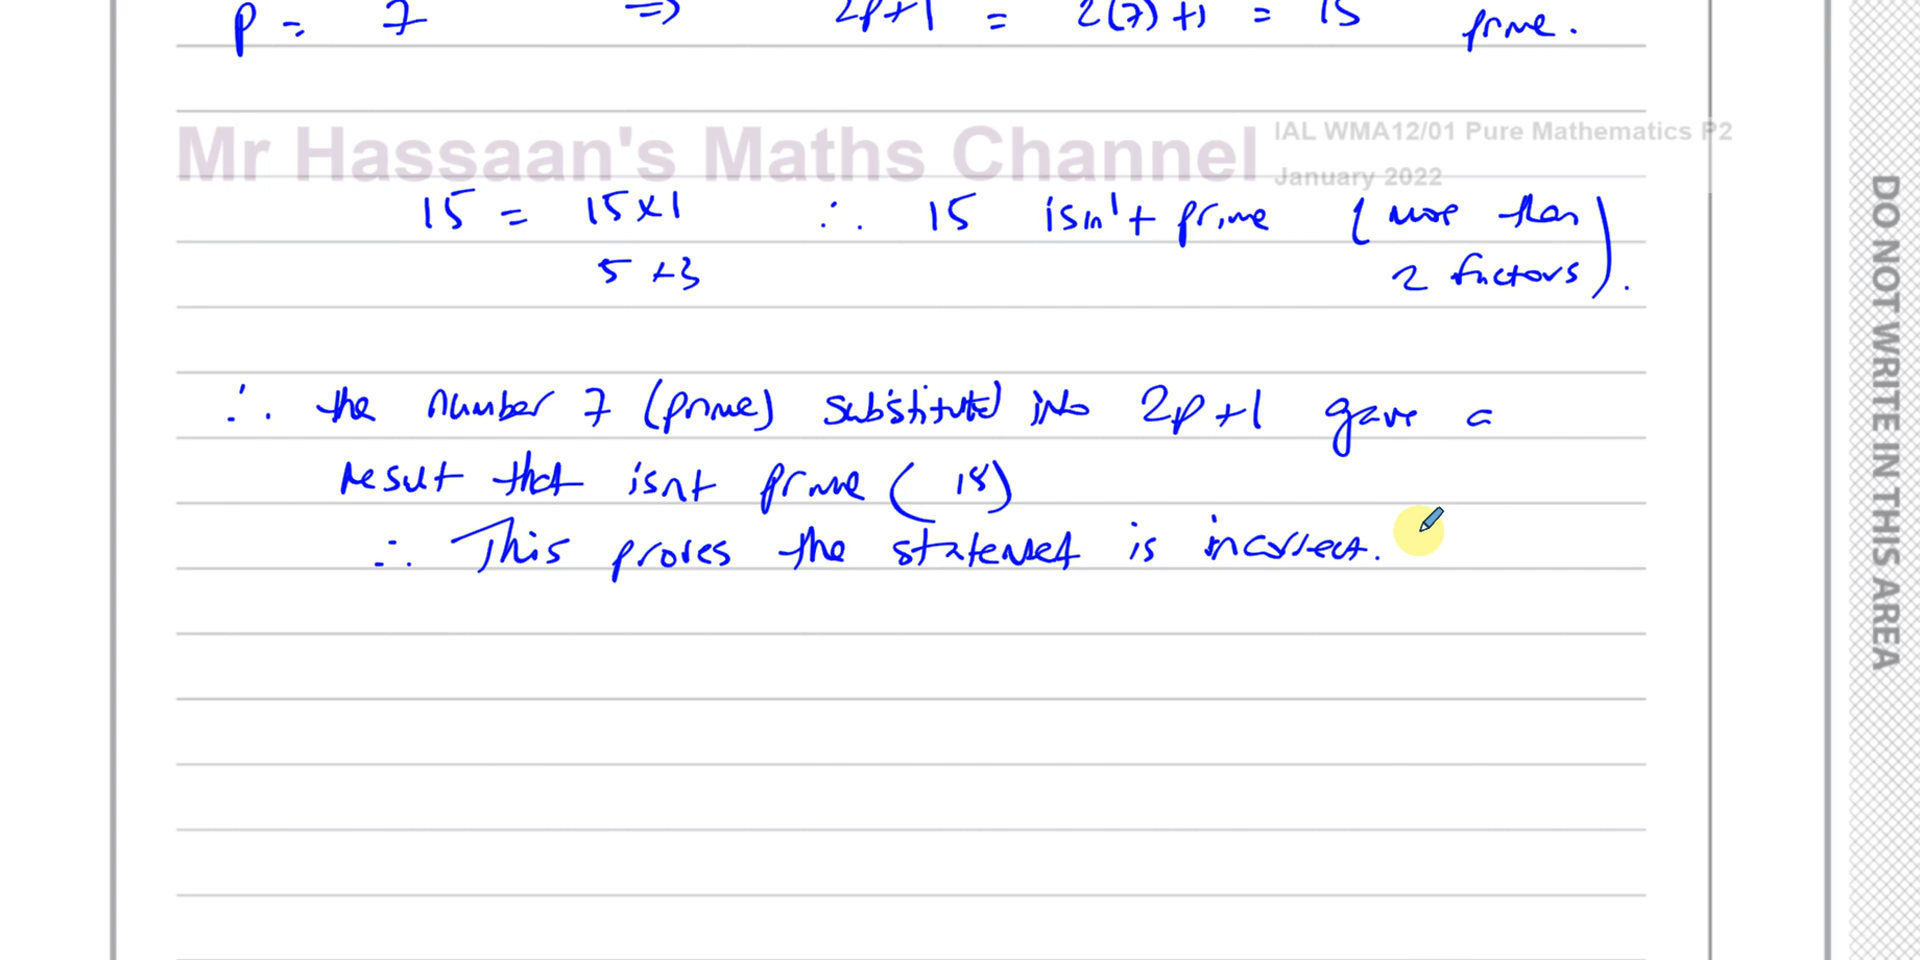 p = 7 ⇒ 2p+1 = 2(7)+1 = 15 prme.
Mr Hassaan's Maths Channel
IAL WMA12/01 Pure Mathematics P2
January 2022
15 = 15×1 ∴ 15 isn't prime (more than
5×3 2 factors).
∴ the number 7 (prime) substituted into 2p+1 gave a
result that isnt prime (15)
∴ This proves the statement is incorrect.
DO NOT WRITE IN THIS AREA